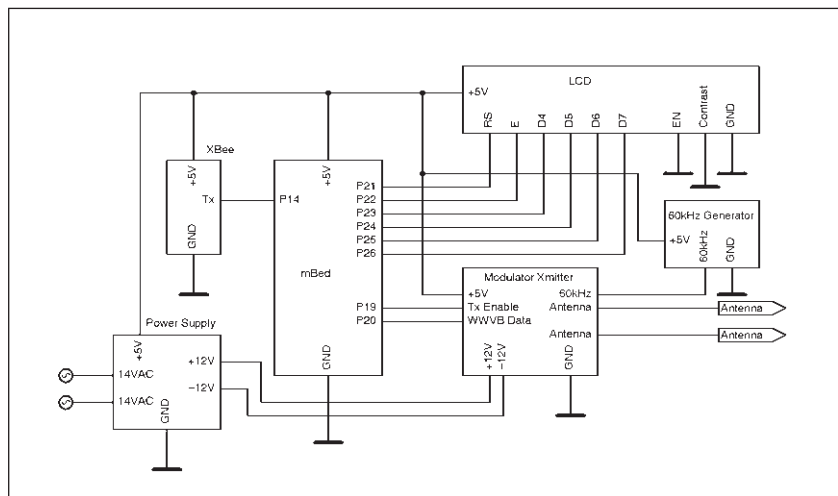 LCD
+5V
RS
E
D4
D5
D6
D7
EN
Contrast
GND
XBee
+5V
Tx
GND
+5V
P14
P21
P22
P23
P24
P25
P26
mBed
P19
P20
GND
60kHz Generator
+5V
60kHz
GND
Modulator Xmitter
+5V
60kHz
Tx Enable
Antenna
WWVB Data
Antenna
+12V
−12V
GND
Antenna
Antenna
Power Supply
+5V
+12V
14VAC
−12V
14VAC
GND